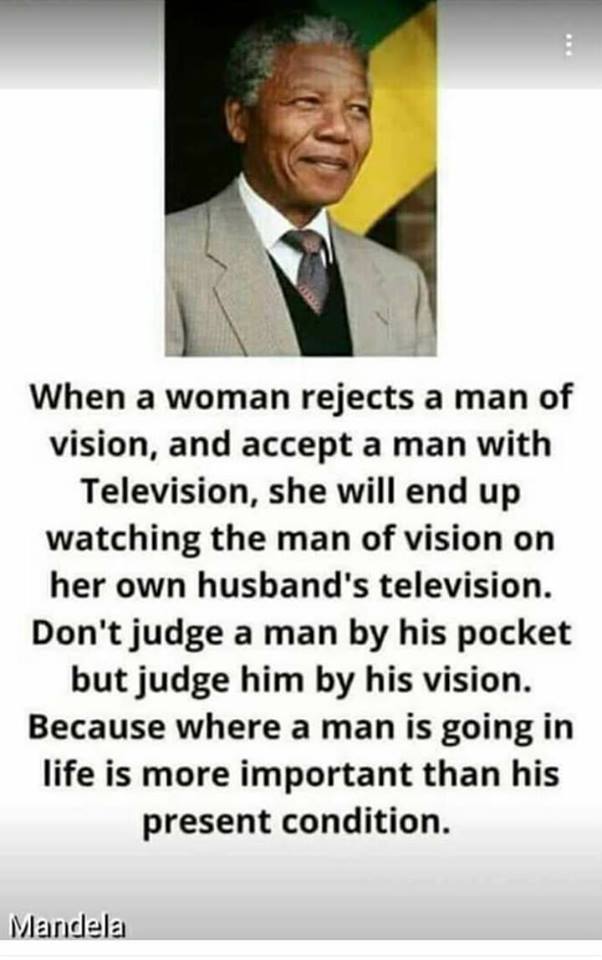 When a woman rejects a man of
vision, and accept a man with
Television, she will end up
watching the man of vision on
her own husband's television.
Don't judge a man by his pocket
but judge him by his vision.
Because where a man is going in
life is more important than his
present condition.
Mandela